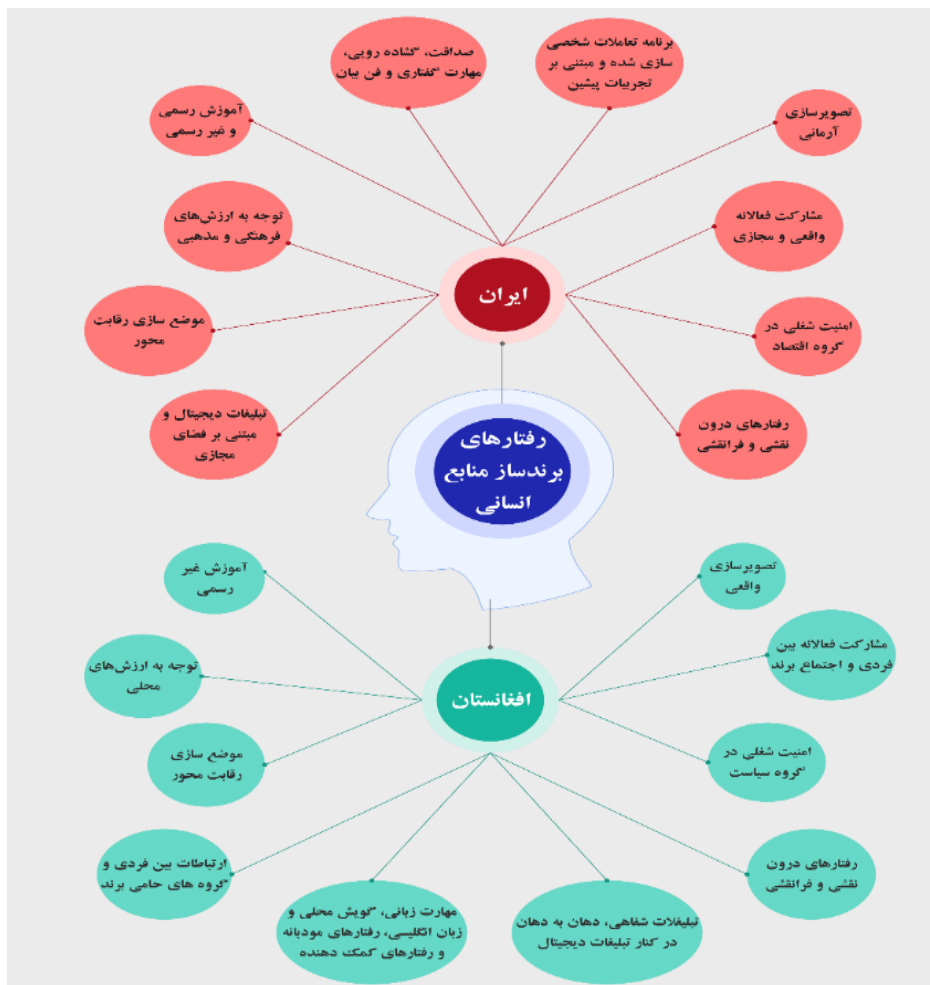 صداقت، گشاده رویی،
مهارت گفتاری و فن بیان
برنامه تعاملات شخصی
سازی شده و مبتنی بر
تجربیات پیشین
آموزش رسمی
و غیر رسمی
تصویرسازی
آرمانی
توجه به ارزش‌های
فرهنگی و مذهبی
مشارکت فعالانه
واقعی و مجازی
ایران
موضع سازی رقابت
محور
امنیت شغلی در
گروه اقتصاد
تبلیغات دیجیتال و
مبتنی بر فضای
مجازی
رفتارهای درون
نقشی و فرانقشی
رفتارهای
برندساز منابع
انسانی
آموزش غیر
رسمی
تصویرسازی
واقعی
توجه به ارزش‌های
محلی
مشارکت فعالانه بین
فردی و اجتماع برند
افغانستان
موضع سازی
رقابت محور
امنیت شغلی در
گروه سیاست
ارتباطات بین فردی و
گروه های حامی برند
رفتارهای درون
نقشی و فرانقشی
مهارت زبانی، گویش محلی و
زبان انگلیسی، رفتارهای مودبانه
و رفتارهای کمک دهنده
تبلیغلات شفاهی، دهان به دهان
در کنار تبلیغات دیجیتال